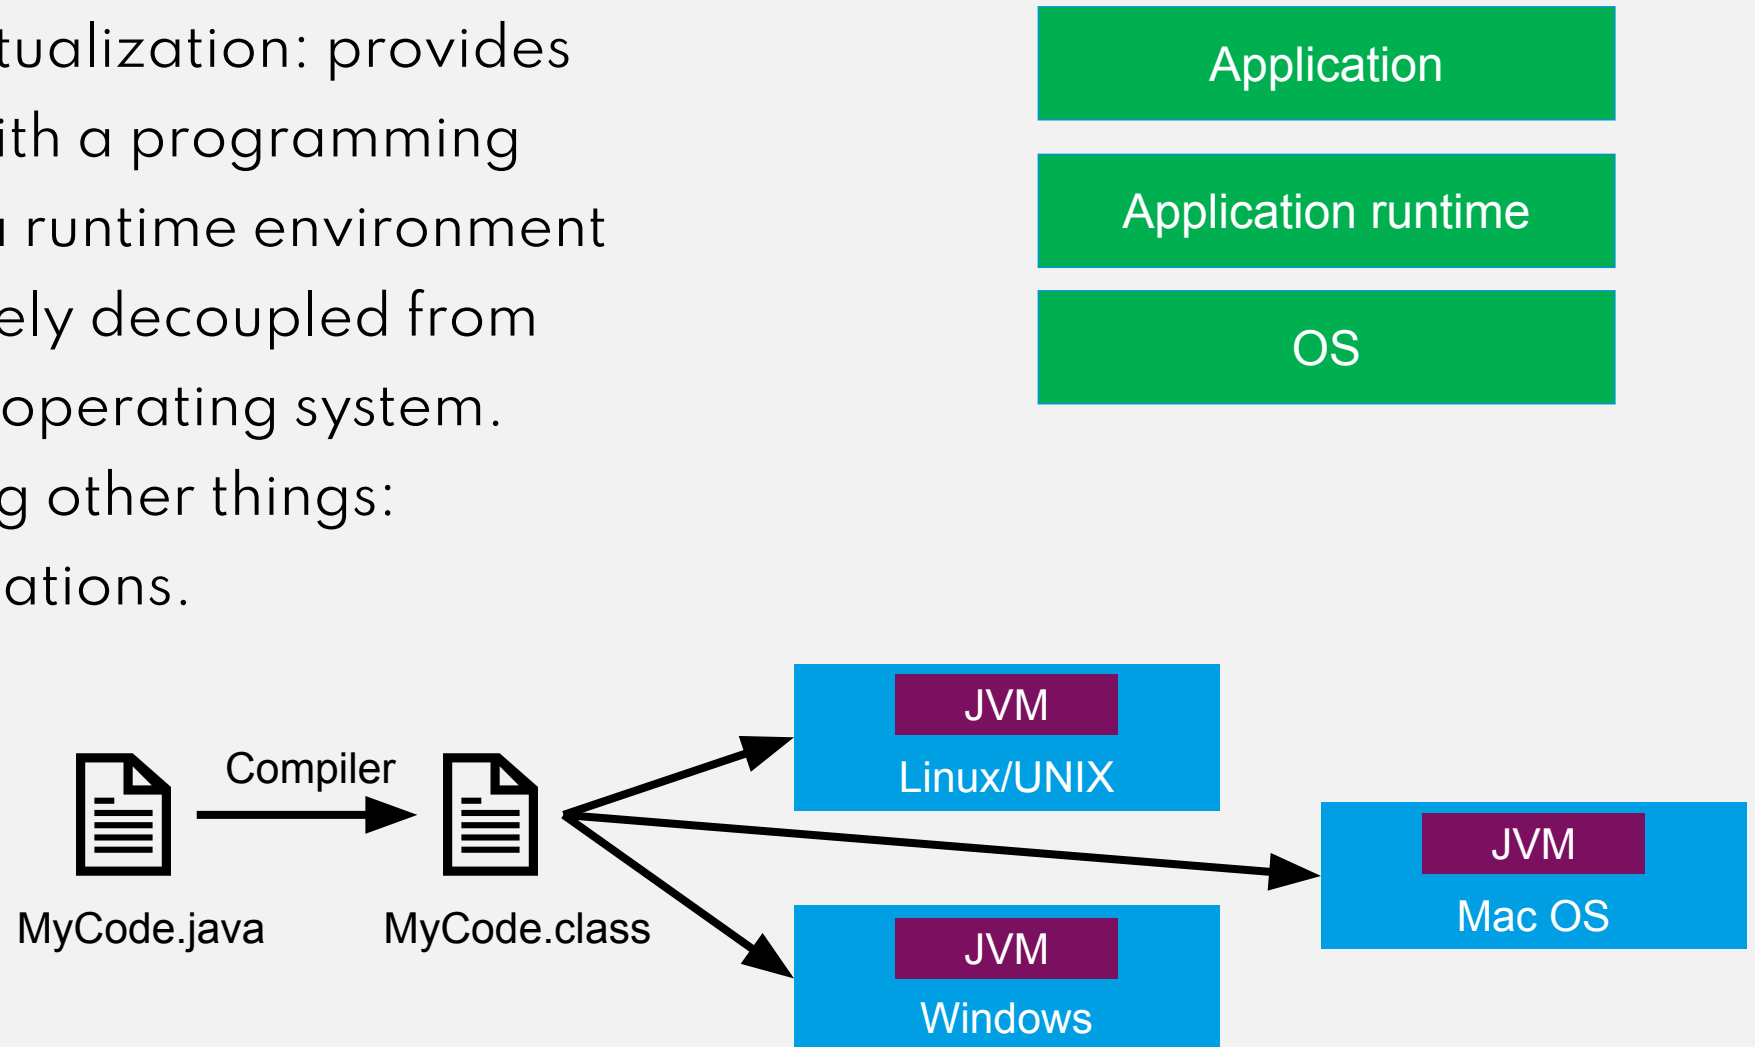 tualization: provides
ith a programming
a runtime environment
ely decoupled from
operating system.
g other things:
ations.
Application
Application runtime
OS
Compiler
MyCode.java
MyCode.class
JVM
Linux/UNIX
JVM
Mac OS
JVM
Windows